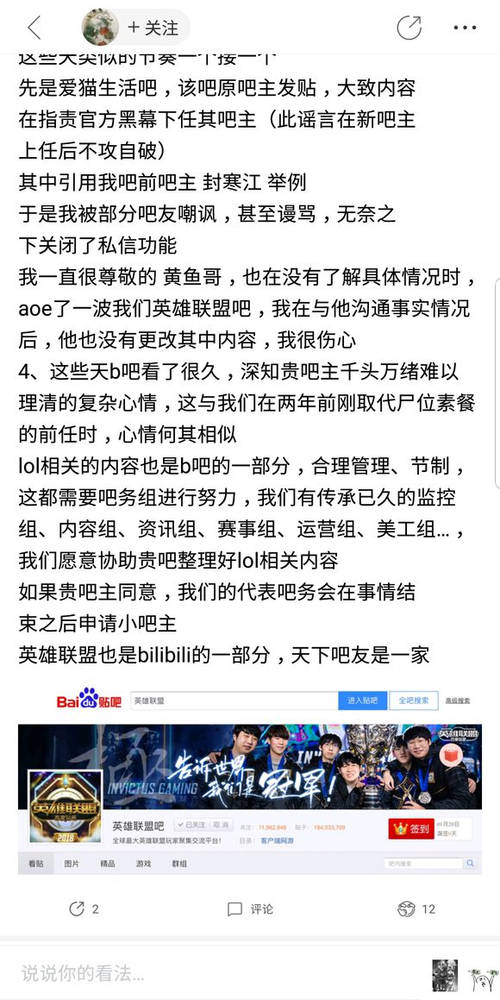 + 关注
这些天类似的节奏一个接一个
先是爱猫生活吧，该吧原吧主发贴，大致内容
在指责官方黑幕下任其吧主（此谣言在新吧主
上任后不攻自破）
其中引用我吧前吧主 封寒江 举例
于是我被部分吧友嘲讽，甚至谩骂，无奈之
下关闭了私信功能
我一直很尊敬的 黄鱼哥，也在没有了解具体情况时，
aoe了一波我们英雄联盟吧，我在与他沟通事实情况
后，他也没有更改其中内容，我很伤心
4、这些天b吧看了很久，深知贵吧主千头万绪难以
理清的复杂心情，这与我们在两年前刚取代尸位素餐
的前任时，心情何其相似
lol相关的内容也是b吧的一部分，合理管理、节制，
这都需要吧务组进行努力，我们有传承已久的监控
组、内容组、资讯组、赛事组、运营组、美工组...，
我们愿意协助贵吧整理好lol相关内容
如果贵吧主同意，我们的代表吧务会在事情结
束之后申请小吧主
英雄联盟也是bilibili的一部分，天下吧友是一家
Bai du 贴吧 英雄联盟 进入贴吧 全吧搜索 高级搜索
英雄联盟
百度贴吧
告诉世界
INVICTUS GAMING 我们是冠军！
英雄联盟
2018
英雄联盟吧 已关注 | 取消 关注：11,562,646 贴子：184,033,709
全球最大英雄联盟玩家聚集交流平台！ 目录：客户端网游
签到 01月20日
漏签0天
看贴 图片 精品 游戏 群组 吧内搜索
2 评论 12
说说你的看法...